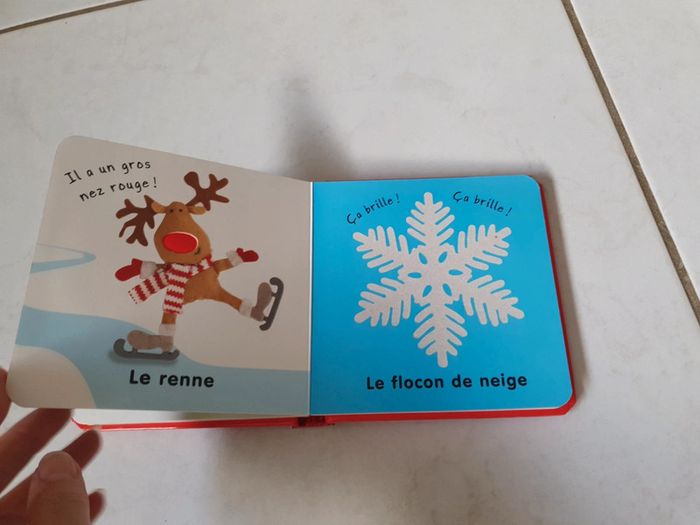 Il a un gros
nez rouge !
Le renne
Ça brille !
Ça brille !
Le flocon de neige